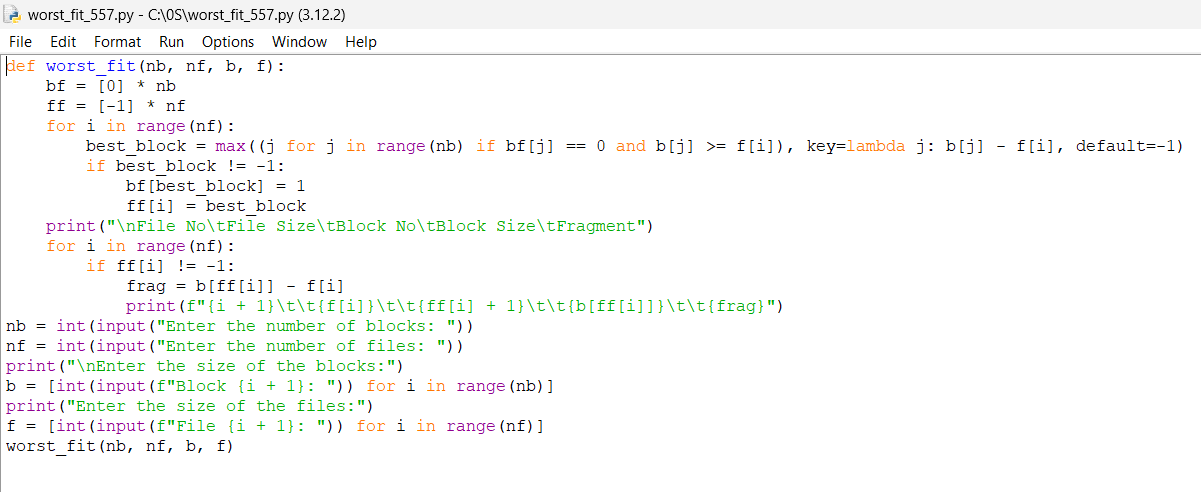 worst_fit_557.py - C:\0S\worst_fit_557.py (3.12.2)
File Edit Format Run Options Window Help
def worst_fit(nb, nf, b, f):
    bf = [0] * nb
    ff = [-1] * nf
    for i in range(nf):
        best_block = max((j for j in range(nb) if bf[j] == 0 and b[j] >= f[i]), key=lambda j: b[j] - f[i], default=-1)
        if best_block != -1:
            bf[best_block] = 1
            ff[i] = best_block
    print("\nFile No\tFile Size\tBlock No\tBlock Size\tFragment")
    for i in range(nf):
        if ff[i] != -1:
            frag = b[ff[i]] - f[i]
            print(f"{i + 1}\t\t{f[i]}\t\t{ff[i] + 1}\t\t{b[ff[i]]}\t\t{frag}")
nb = int(input("Enter the number of blocks: "))
nf = int(input("Enter the number of files: "))
print("\nEnter the size of the blocks:")
b = [int(input(f"Block {i + 1}: ")) for i in range(nb)]
print("Enter the size of the files:")
f = [int(input(f"File {i + 1}: ")) for i in range(nf)]
worst_fit(nb, nf, b, f)